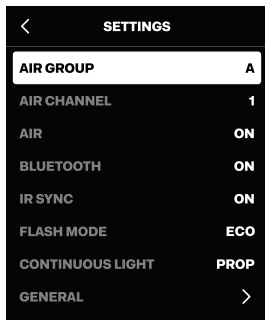 SETTINGS
AIR GROUP A
AIR CHANNEL 1
AIR ON
BLUETOOTH ON
IR SYNC ON
FLASH MODE ECO
CONTINUOUS LIGHT PROP
GENERAL